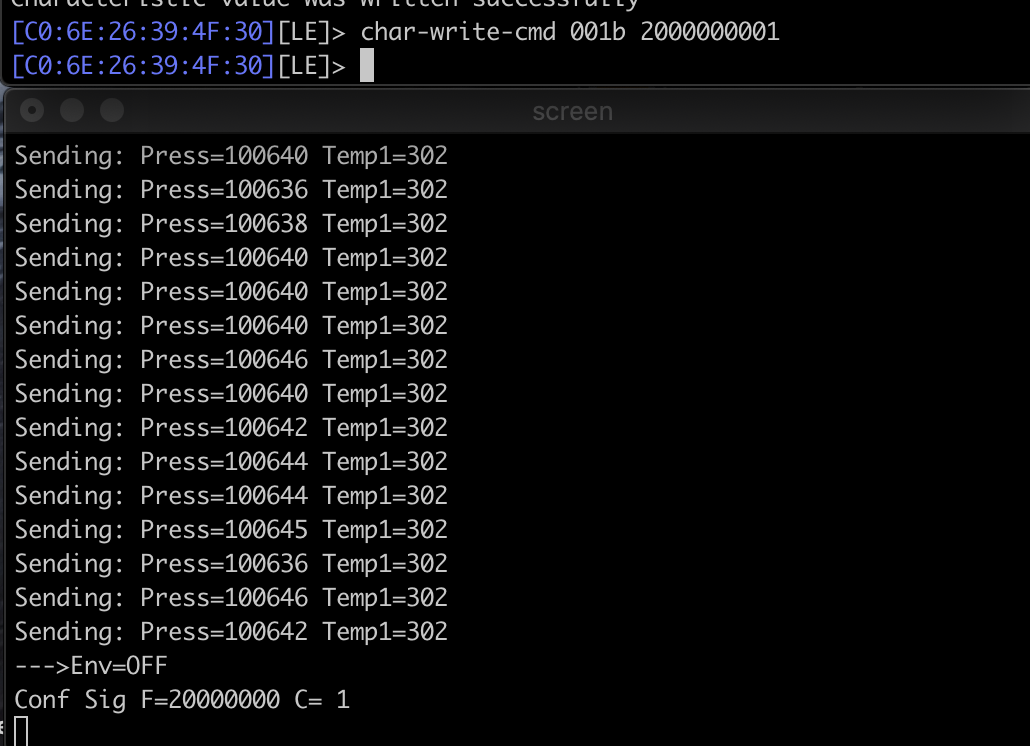 Characteristic value was written successfully
[C0:6E:26:39:4F:30][LE]> char-write-cmd 001b 2000000001
[C0:6E:26:39:4F:30][LE]>
screen
Sending: Press=100640 Temp1=302
Sending: Press=100636 Temp1=302
Sending: Press=100638 Temp1=302
Sending: Press=100640 Temp1=302
Sending: Press=100640 Temp1=302
Sending: Press=100640 Temp1=302
Sending: Press=100646 Temp1=302
Sending: Press=100640 Temp1=302
Sending: Press=100642 Temp1=302
Sending: Press=100644 Temp1=302
Sending: Press=100644 Temp1=302
Sending: Press=100645 Temp1=302
Sending: Press=100636 Temp1=302
Sending: Press=100646 Temp1=302
Sending: Press=100642 Temp1=302
--->Env=OFF
Conf Sig F=20000000 C= 1